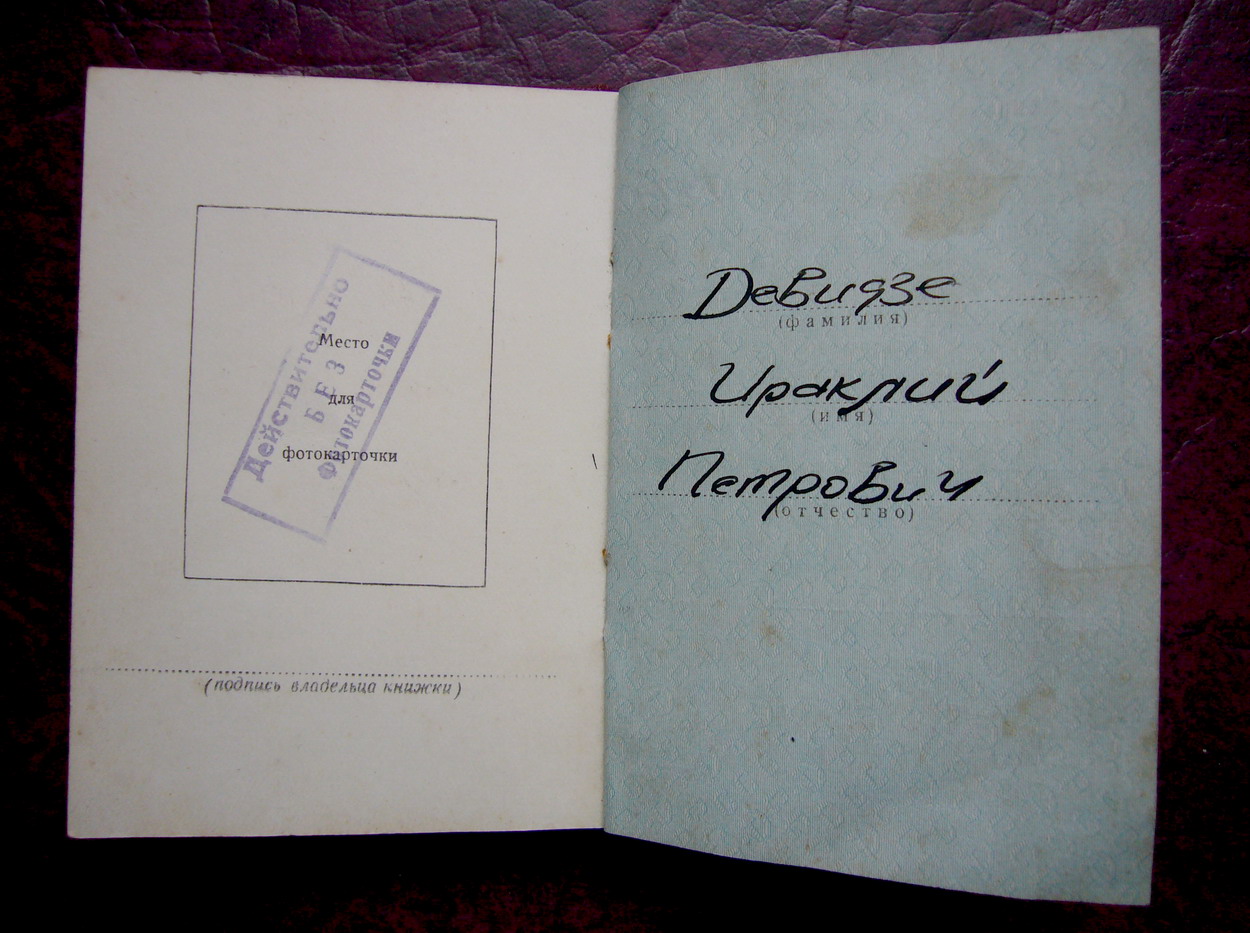 Место
для
фотокарточки
Действительно
БЕЗ
фотокарточки
(подпись владельца книжки)
Девидзе
(фамилия)
Ираклий
(имя)
Петрович
(отчество)